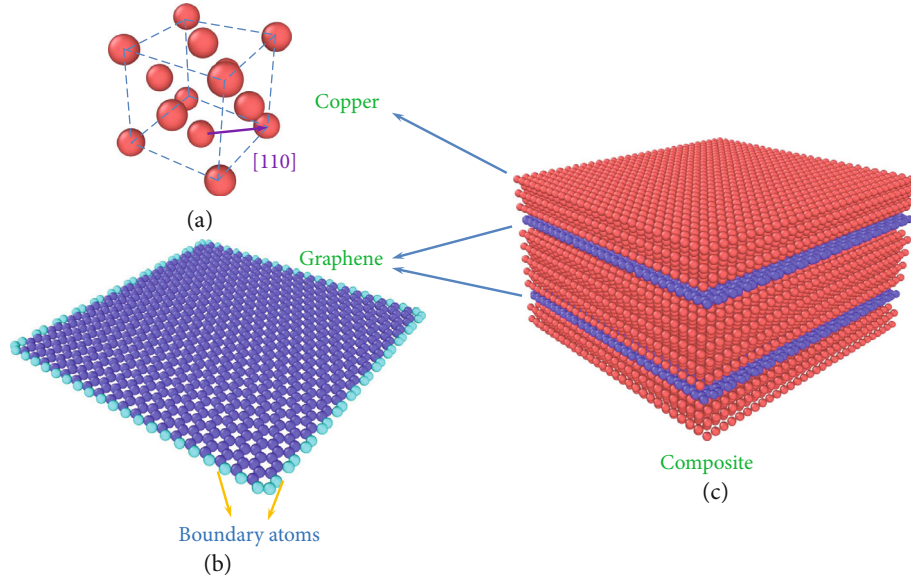 [110]
(a)
Copper
Graphene
Boundary atoms
(b)
Composite
(c)